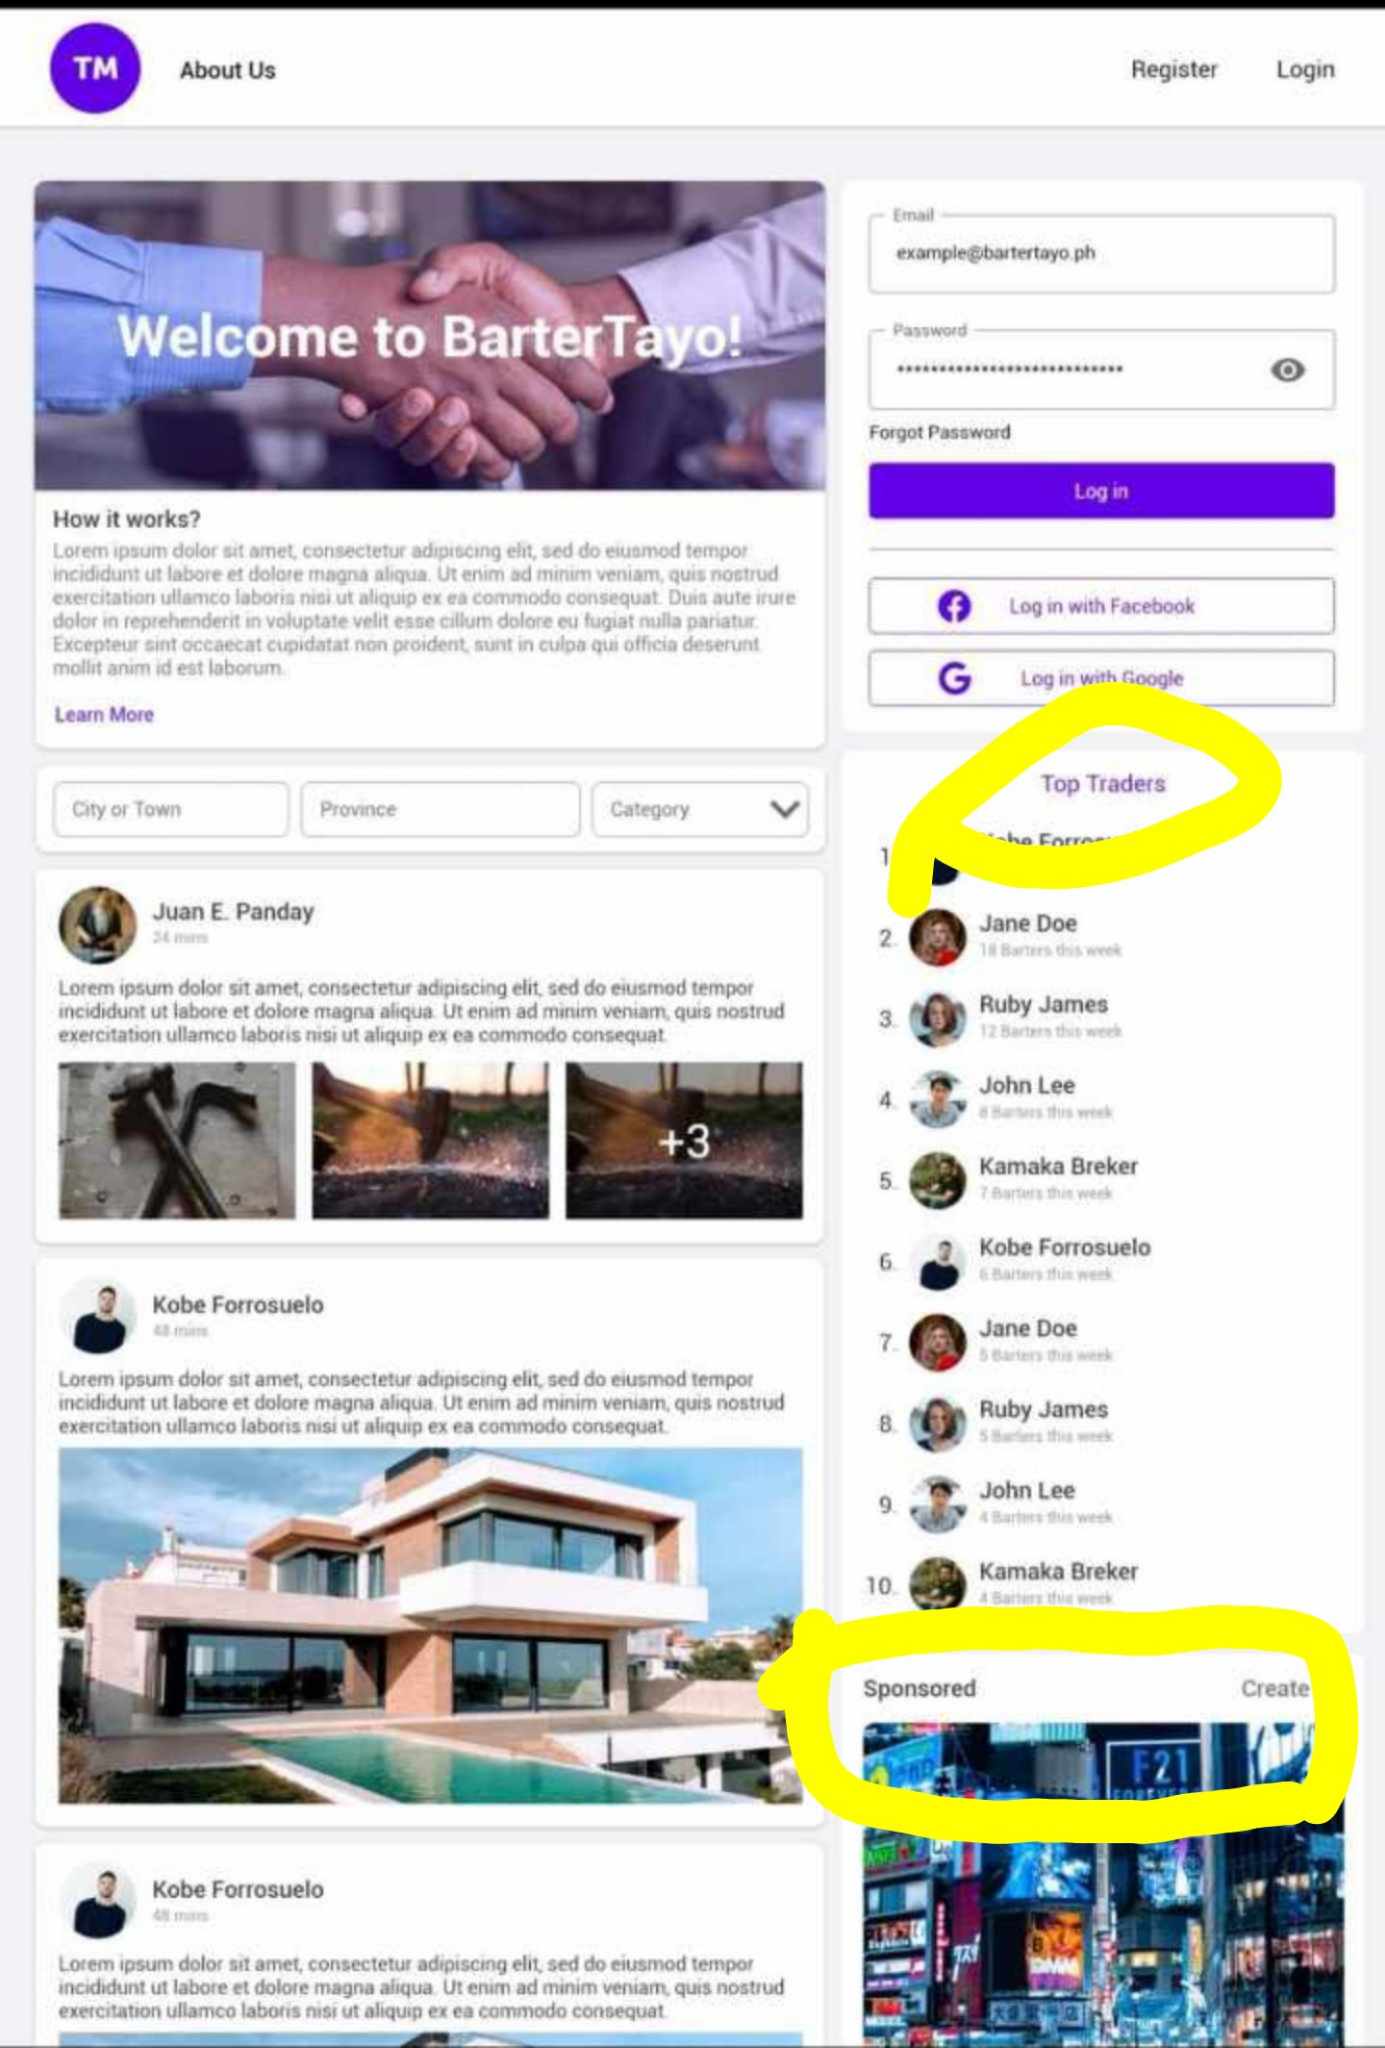 TM
About Us
Register
Login
Welcome to BarterTayo!
How it works?
Lorem ipsum dolor sit amet, consectetur adipiscing elit, sed do eiusmod tempor
incididunt ut labore et dolore magna aliqua. Ut enim ad minim veniam, quis nostrud
exercitation ullamco laboris nisi ut aliquip ex ea commodo consequat. Duis aute irure
dolor in reprehenderit in voluptate velit esse cillum dolore eu fugiat nulla pariatur.
Excepteur sint occaecat cupidatat non proident, sunt in culpa qui officia deserunt
mollit anim id est laborum.
Learn More
City or Town
Province
Category
Juan E. Panday
24 mins
Lorem ipsum dolor sit amet, consectetur adipiscing elit, sed do eiusmod tempor
incididunt ut labore et dolore magna aliqua. Ut enim ad minim veniam, quis nostrud
exercitation ullamco laboris nisi ut aliquip ex ea commodo consequat.
+3
Kobe Forrosuelo
48 mins
Lorem ipsum dolor sit amet, consectetur adipiscing elit, sed do eiusmod tempor
incididunt ut labore et dolore magna aliqua. Ut enim ad minim veniam, quis nostrud
exercitation ullamco laboris nisi ut aliquip ex ea commodo consequat.
Kobe Forrosuelo
48 mins
Lorem ipsum dolor sit amet, consectetur adipiscing elit, sed do eiusmod tempor
incididunt ut labore et dolore magna aliqua. Ut enim ad minim veniam, quis nostrud
exercitation ullamco laboris nisi ut aliquip ex ea commodo consequat.
Email
example@bartertayo.ph
Password
Forgot Password
Log in
Log in with Facebook
Log in with Google
Top Traders
1
2. Jane Doe
18 Barters this week
3. Ruby James
12 Barters this week
4. John Lee
8 Barters this week
5. Kamaka Breker
7 Barters this week
6. Kobe Forrosuelo
6 Barters this week
7. Jane Doe
5 Barters this week
8. Ruby James
5 Barters this week
9. John Lee
4 Barters this week
10. Kamaka Breker
4 Barters this week
Sponsored
Create
F21